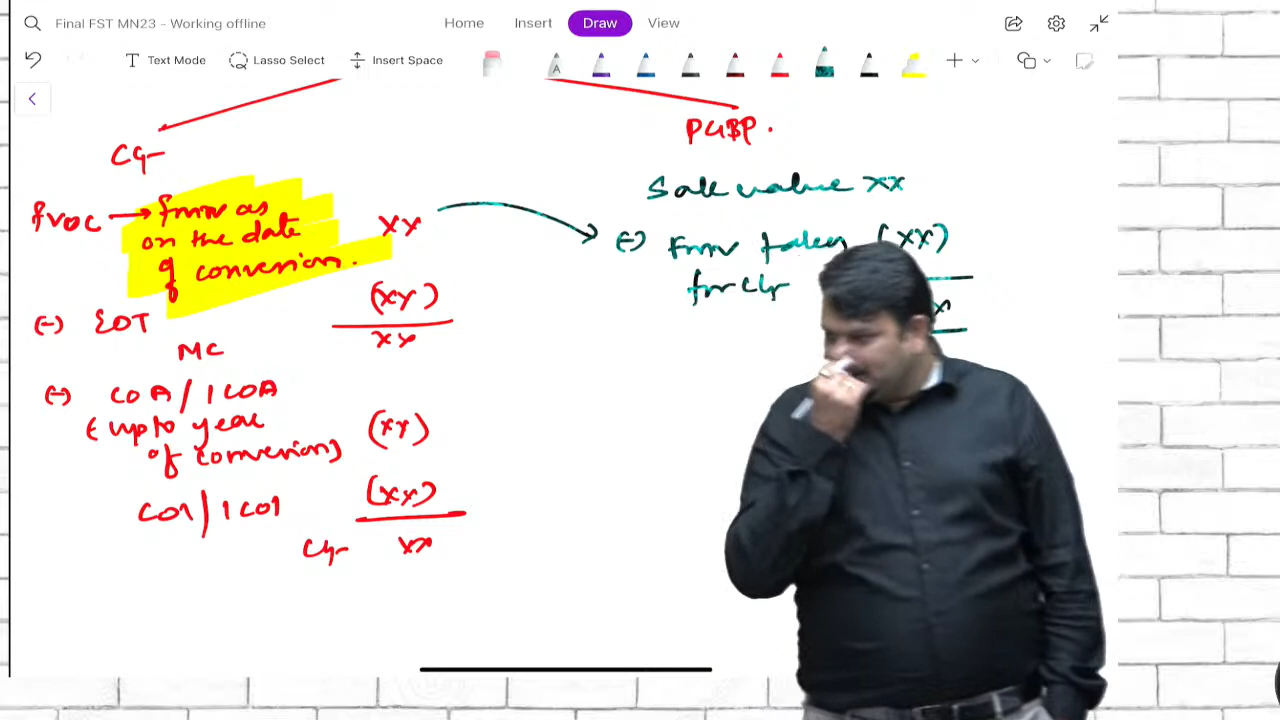 Final FST MN23 - Working offline
Home Insert Draw View
Text Mode Lasso Select Insert Space
A
CG
PGBP.
FVOC → FMV as
on the date
of conversion.
XX
Sale value XX
(-) FMV taken (XX)
for CG
(-) EOT (XX)
XX
MC
(-) COA / ICOA
(upto year
of conversion) (XX)
COI / ICOI (XX)
CG XX